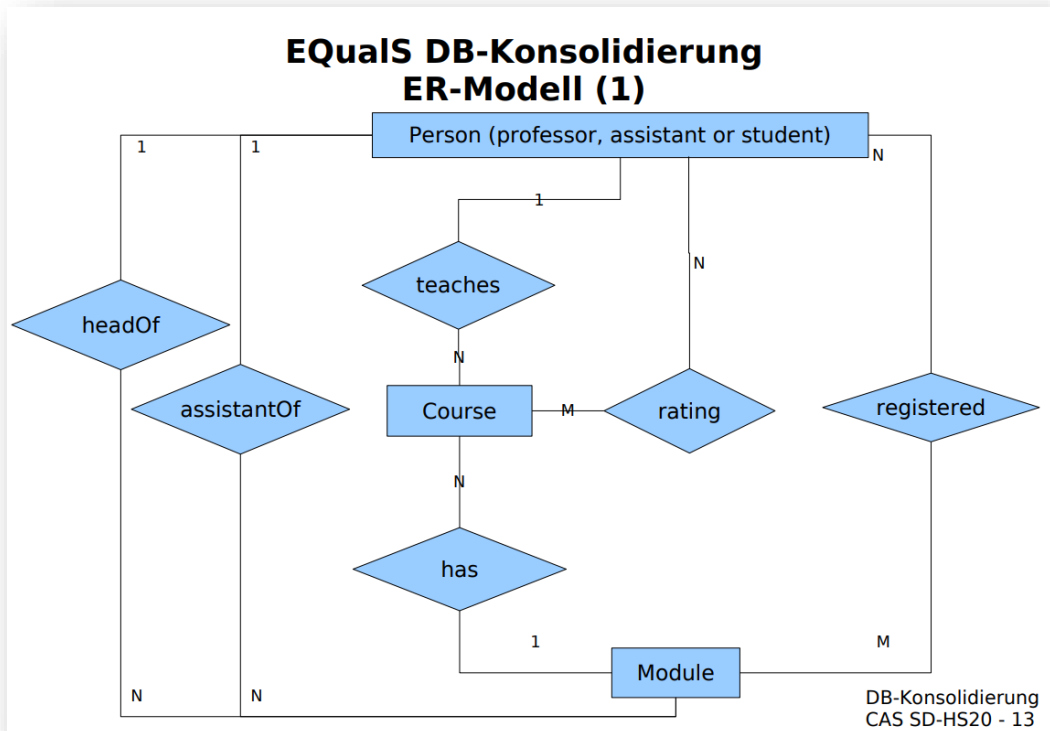 EQualS DB-Konsolidierung
ER-Modell (1)
Person (professor, assistant or student)
1
1
N
1
teaches
N
headOf
N
assistantOf
Course
M
rating
registered
N
has
1
M
Module
N
N
DB-Konsolidierung
CAS SD-HS20 - 13